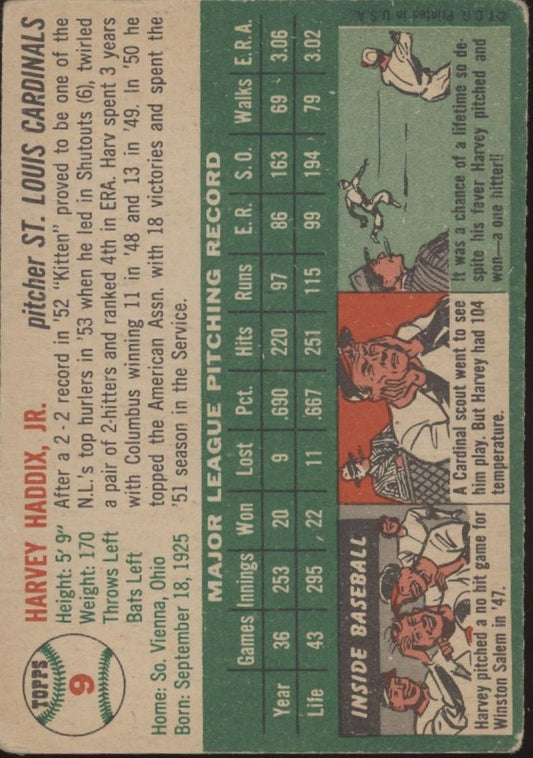 TOPPS
9
HARVEY HADDIX, JR.
pitcher ST. LOUIS CARDINALS
Height: 5' 9"
Weight: 170
Throws Left
Bats Left
Home: So. Vienna, Ohio
Born: September 18, 1925
After a 2-2 record in '52 "Kitten" proved to be one of the
N.L.'s top hurlers in '53 when he led in Shutouts (6), twirled
a pair of 2-hitters and ranked 4th in ERA. Harv spent 3 years
with Columbus winning 11 in '48 and 13 in '49. In '50 he
topped the American Assn. with 18 victories and spent the
'51 season in the Service.
MAJOR LEAGUE PITCHING RECORD
Games Innings Won Lost Pct. Hits Runs E.R. S.O. Walks E.R.A.
Year 36 253 20 9 .690 220 97 86 163 69 3.06
Life 43 295 22 11 .667 251 115 99 194 79 3.02
INSIDE BASEBALL
Harvey pitched a no hit game for
Winston Salem in '47.
A Cardinal scout went to see
him play. But Harvey had 104
temperature.
It was a chance of a lifetime so de-
spite his fever Harvey pitched and
won—a one hitter!!
©T.C.G. Printed in U.S.A.